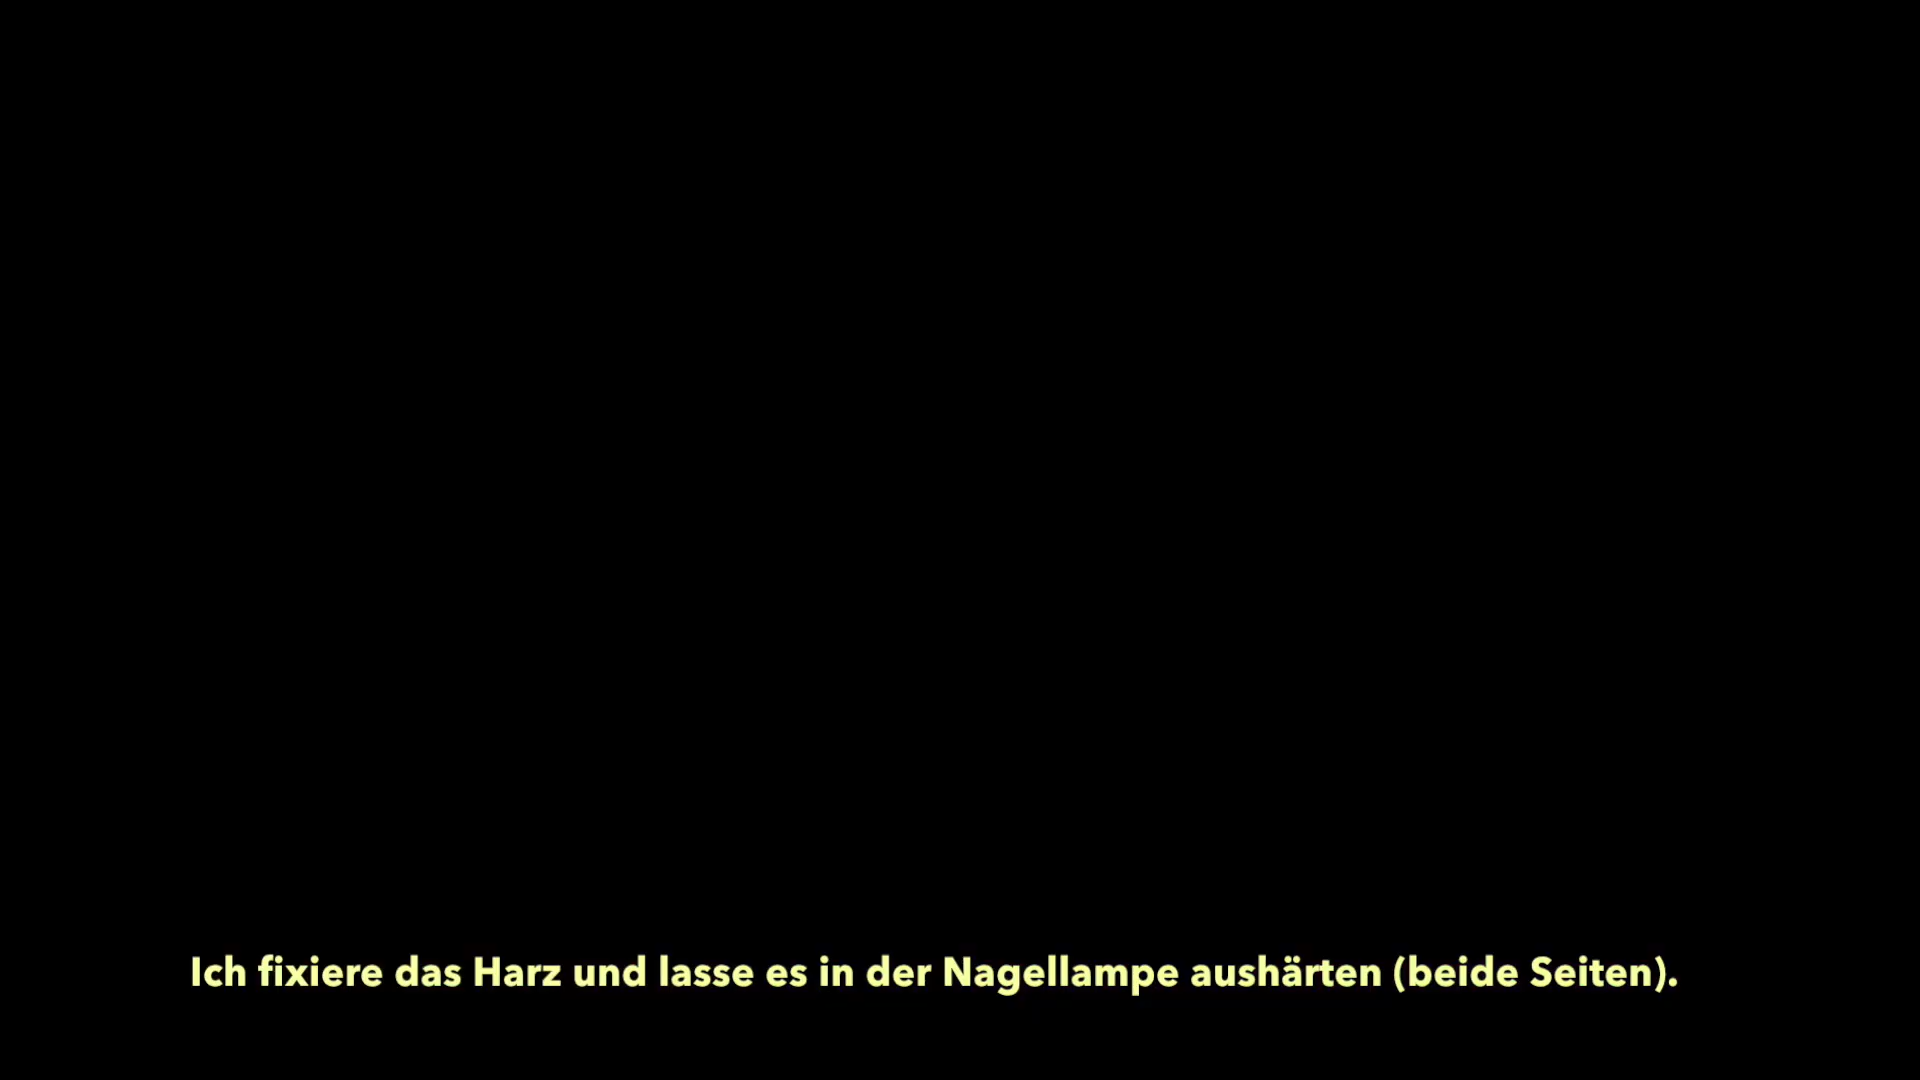 Ich fixiere das Harz und lasse es in der Nagellampe aushärten (beide Seiten).